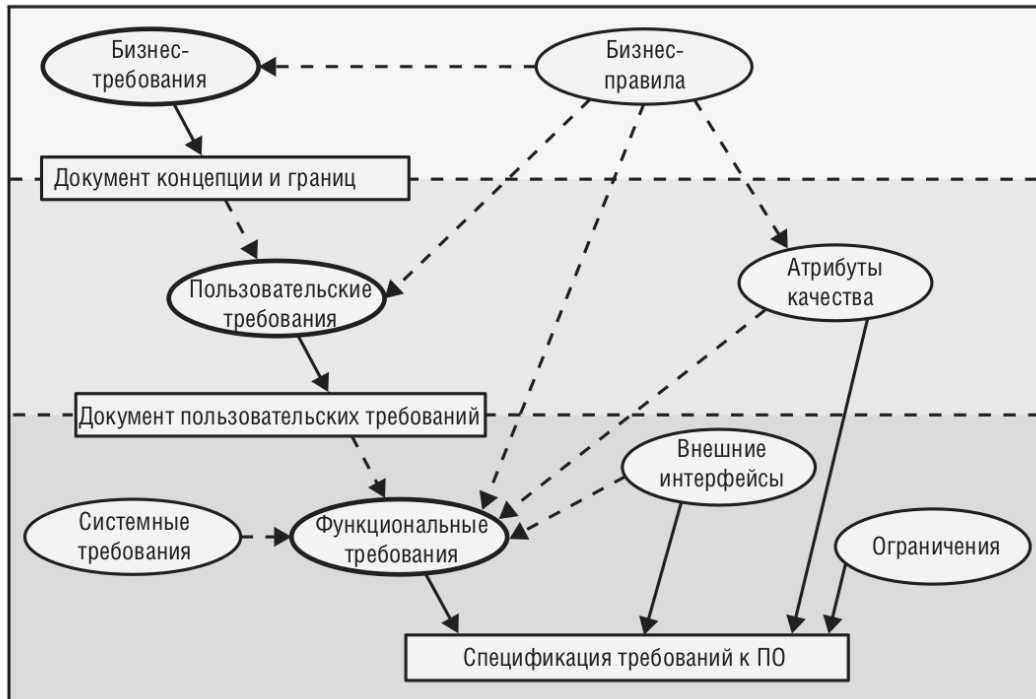 Бизнес-
требования
Бизнес-
правила
Документ концепции и границ
Пользовательские
требования
Атрибуты
качества
Документ пользовательских требований
Внешние
интерфейсы
Системные
требования
Функциональные
требования
Ограничения
Спецификация требований к ПО